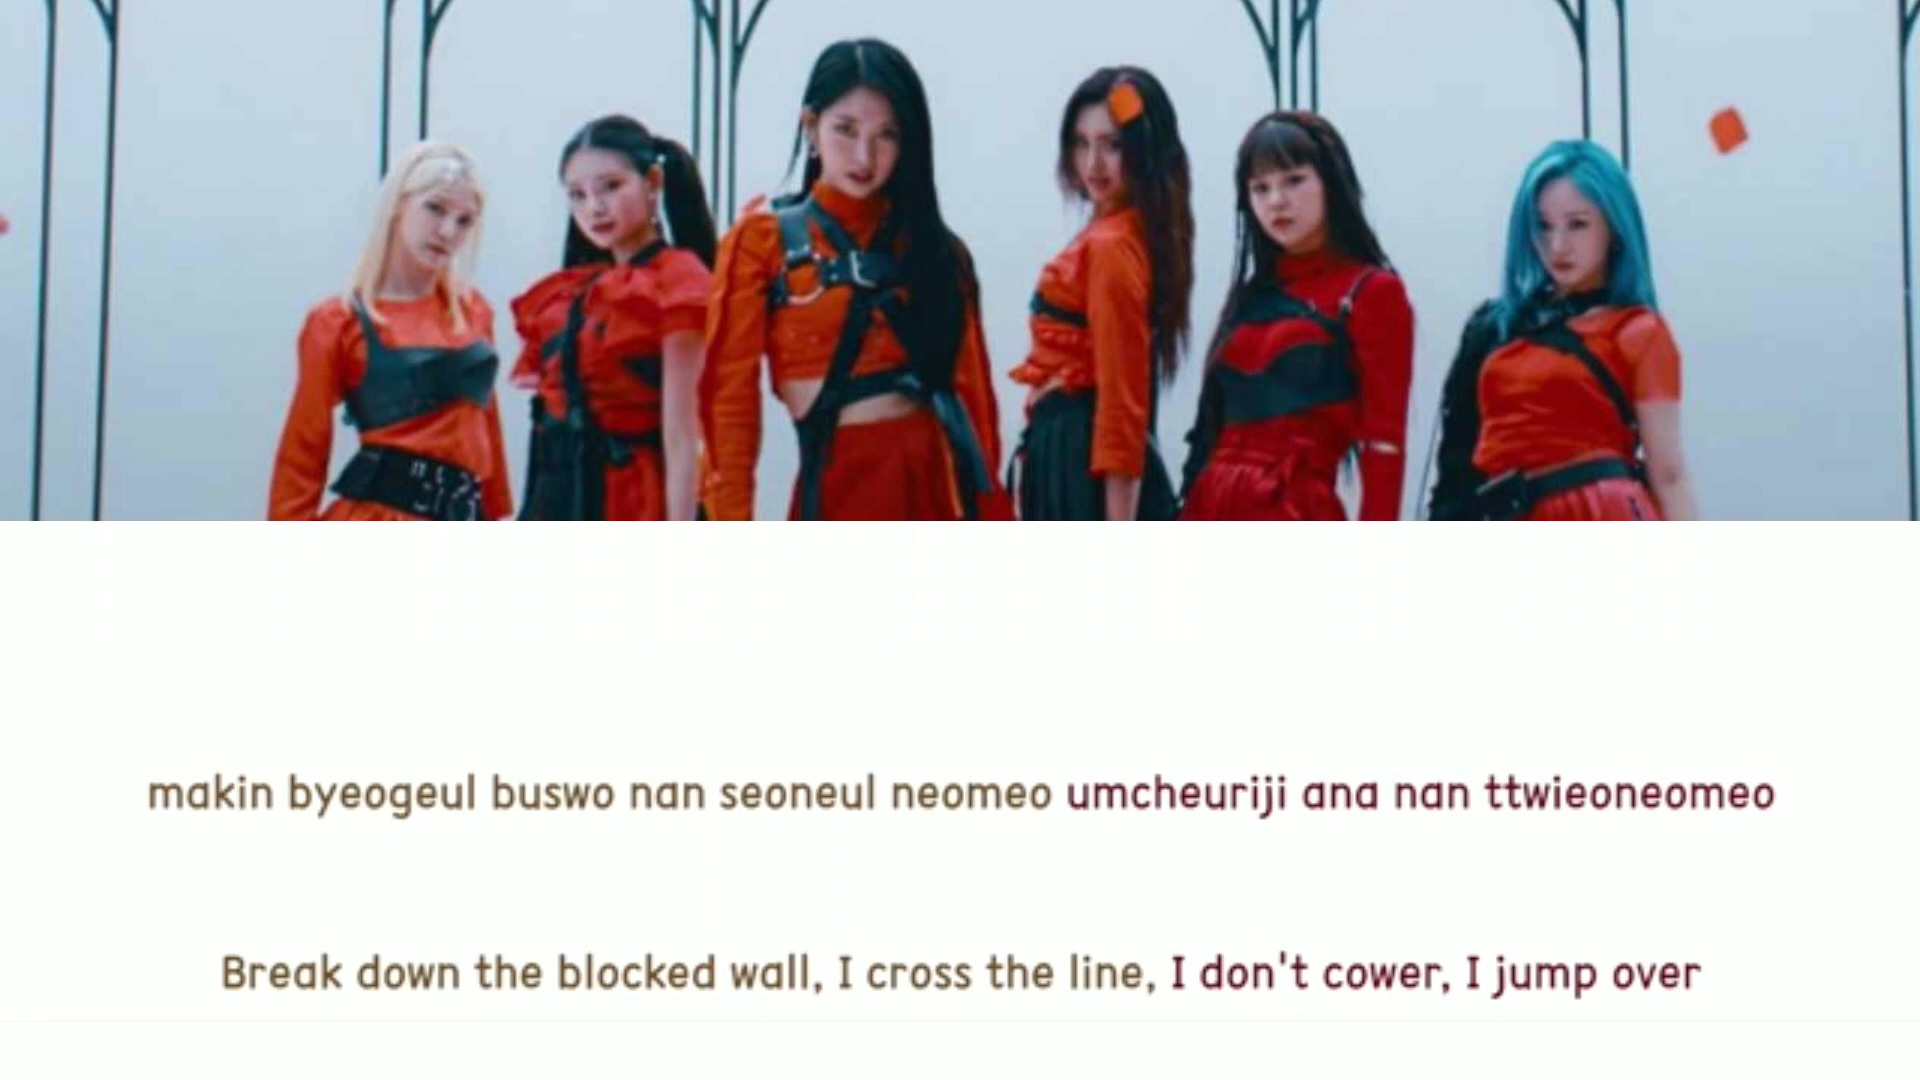 makin byeogeul buswo nan seoneul neomeo umcheuriji ana nan ttwieoneomeo
Break down the blocked wall, I cross the line, I don't cower, I jump over